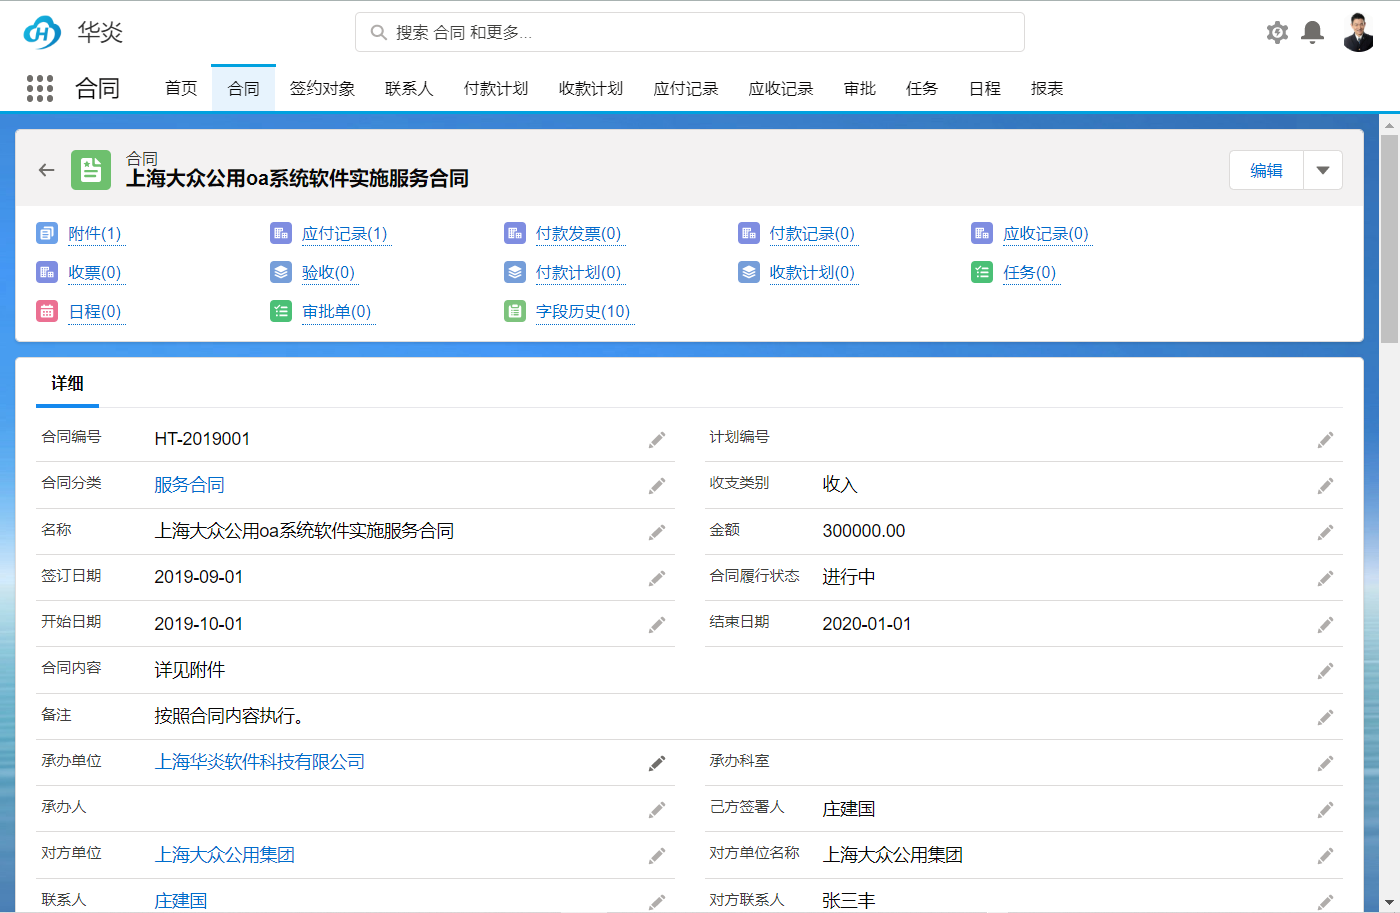 华炎
搜索 合同 和更多...
合同
首页 合同 签约对象 联系人 付款计划 收款计划 应付记录 应收记录 审批 任务 日程 报表
合同
上海大众公用oa系统软件实施服务合同
编辑
附件(1) 应付记录(1) 付款发票(0) 付款记录(0) 应收记录(0)
收票(0) 验收(0) 付款计划(0) 收款计划(0) 任务(0)
日程(0) 审批单(0) 字段历史(10)
详细
合同编号 HT-2019001 计划编号
合同分类 服务合同 收支类别 收入
名称 上海大众公用oa系统软件实施服务合同 金额 300000.00
签订日期 2019-09-01 合同履行状态 进行中
开始日期 2019-10-01 结束日期 2020-01-01
合同内容 详见附件
备注 按照合同内容执行。
承办单位 上海华炎软件科技有限公司 承办科室
承办人 己方签署人 庄建国
对方单位 上海大众公用集团 对方单位名称 上海大众公用集团
联系人 庄建国 对方联系人 张三丰